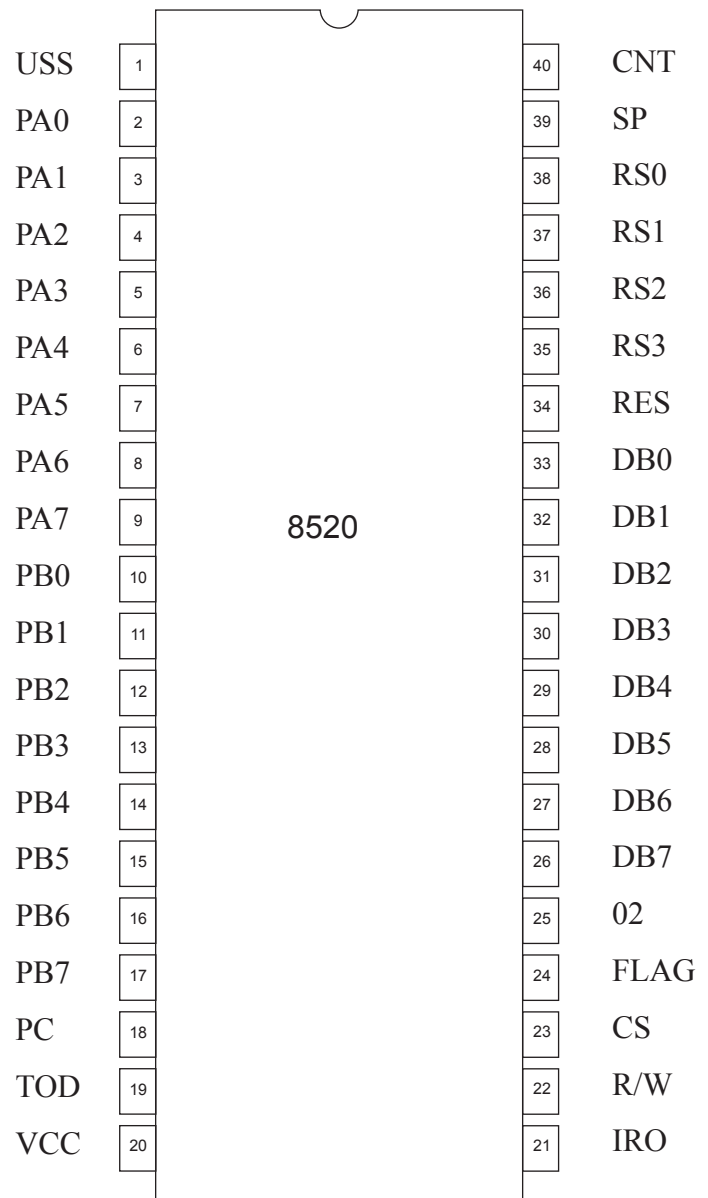 USS 1 40 CNT
PA0 2 39 SP
PA1 3 38 RS0
PA2 4 37 RS1
PA3 5 36 RS2
PA4 6 35 RS3
PA5 7 34 RES
PA6 8 33 DB0
PA7 9 8520 32 DB1
PB0 10 31 DB2
PB1 11 30 DB3
PB2 12 29 DB4
PB3 13 28 DB5
PB4 14 27 DB6
PB5 15 26 DB7
PB6 16 25 02
PB7 17 24 FLAG
PC 18 23 CS
TOD 19 22 R/W
VCC 20 21 IRO